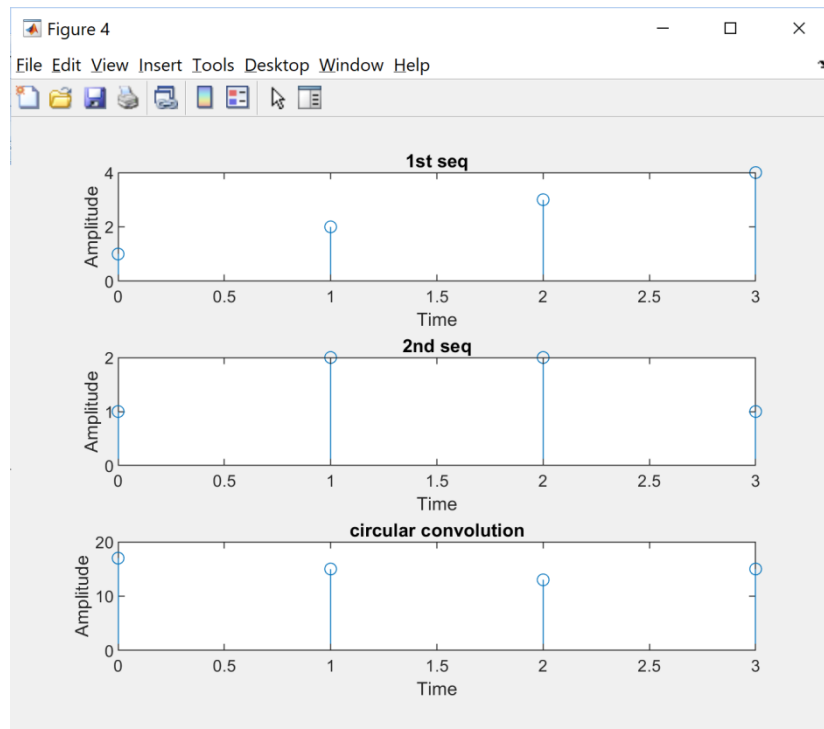 Figure 4
File Edit View Insert Tools Desktop Window Help
1st seq
Amplitude
4
2
0
0 0.5 1 1.5 2 2.5 3
Time
2nd seq
Amplitude
2
1
0
0 0.5 1 1.5 2 2.5 3
Time
circular convolution
Amplitude
20
10
0
0 0.5 1 1.5 2 2.5 3
Time